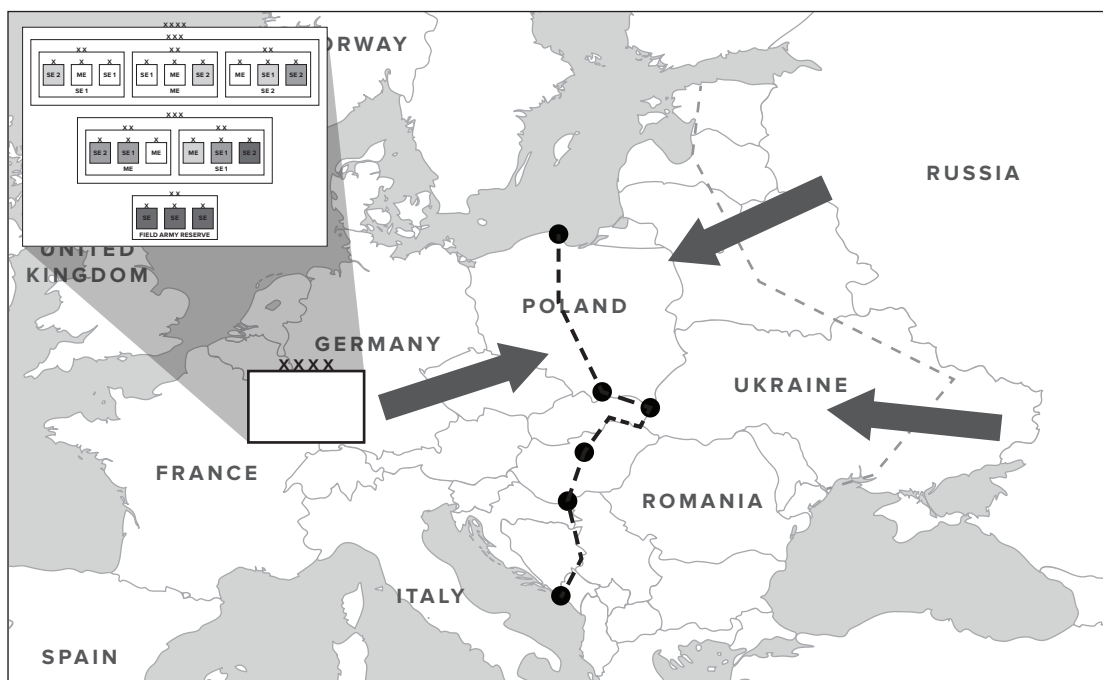 XXXX
XXX
XX XX XX
X X X X X X X X X
SE 2 ME SE 1 SE 1 ME SE 2 ME SE 1 SE 2
SE 1 ME SE 2
XXX
XX XX
X X X X X X
SE 2 SE 1 ME ME SE 1 SE 2
ME SE 1
XX
X X X
SE SE SE
FIELD ARMY RESERVE
ORWAY
RUSSIA
UNITED
KINGDOM
POLAND
GERMANY
XXXX
UKRAINE
FRANCE
ROMANIA
ITALY
SPAIN